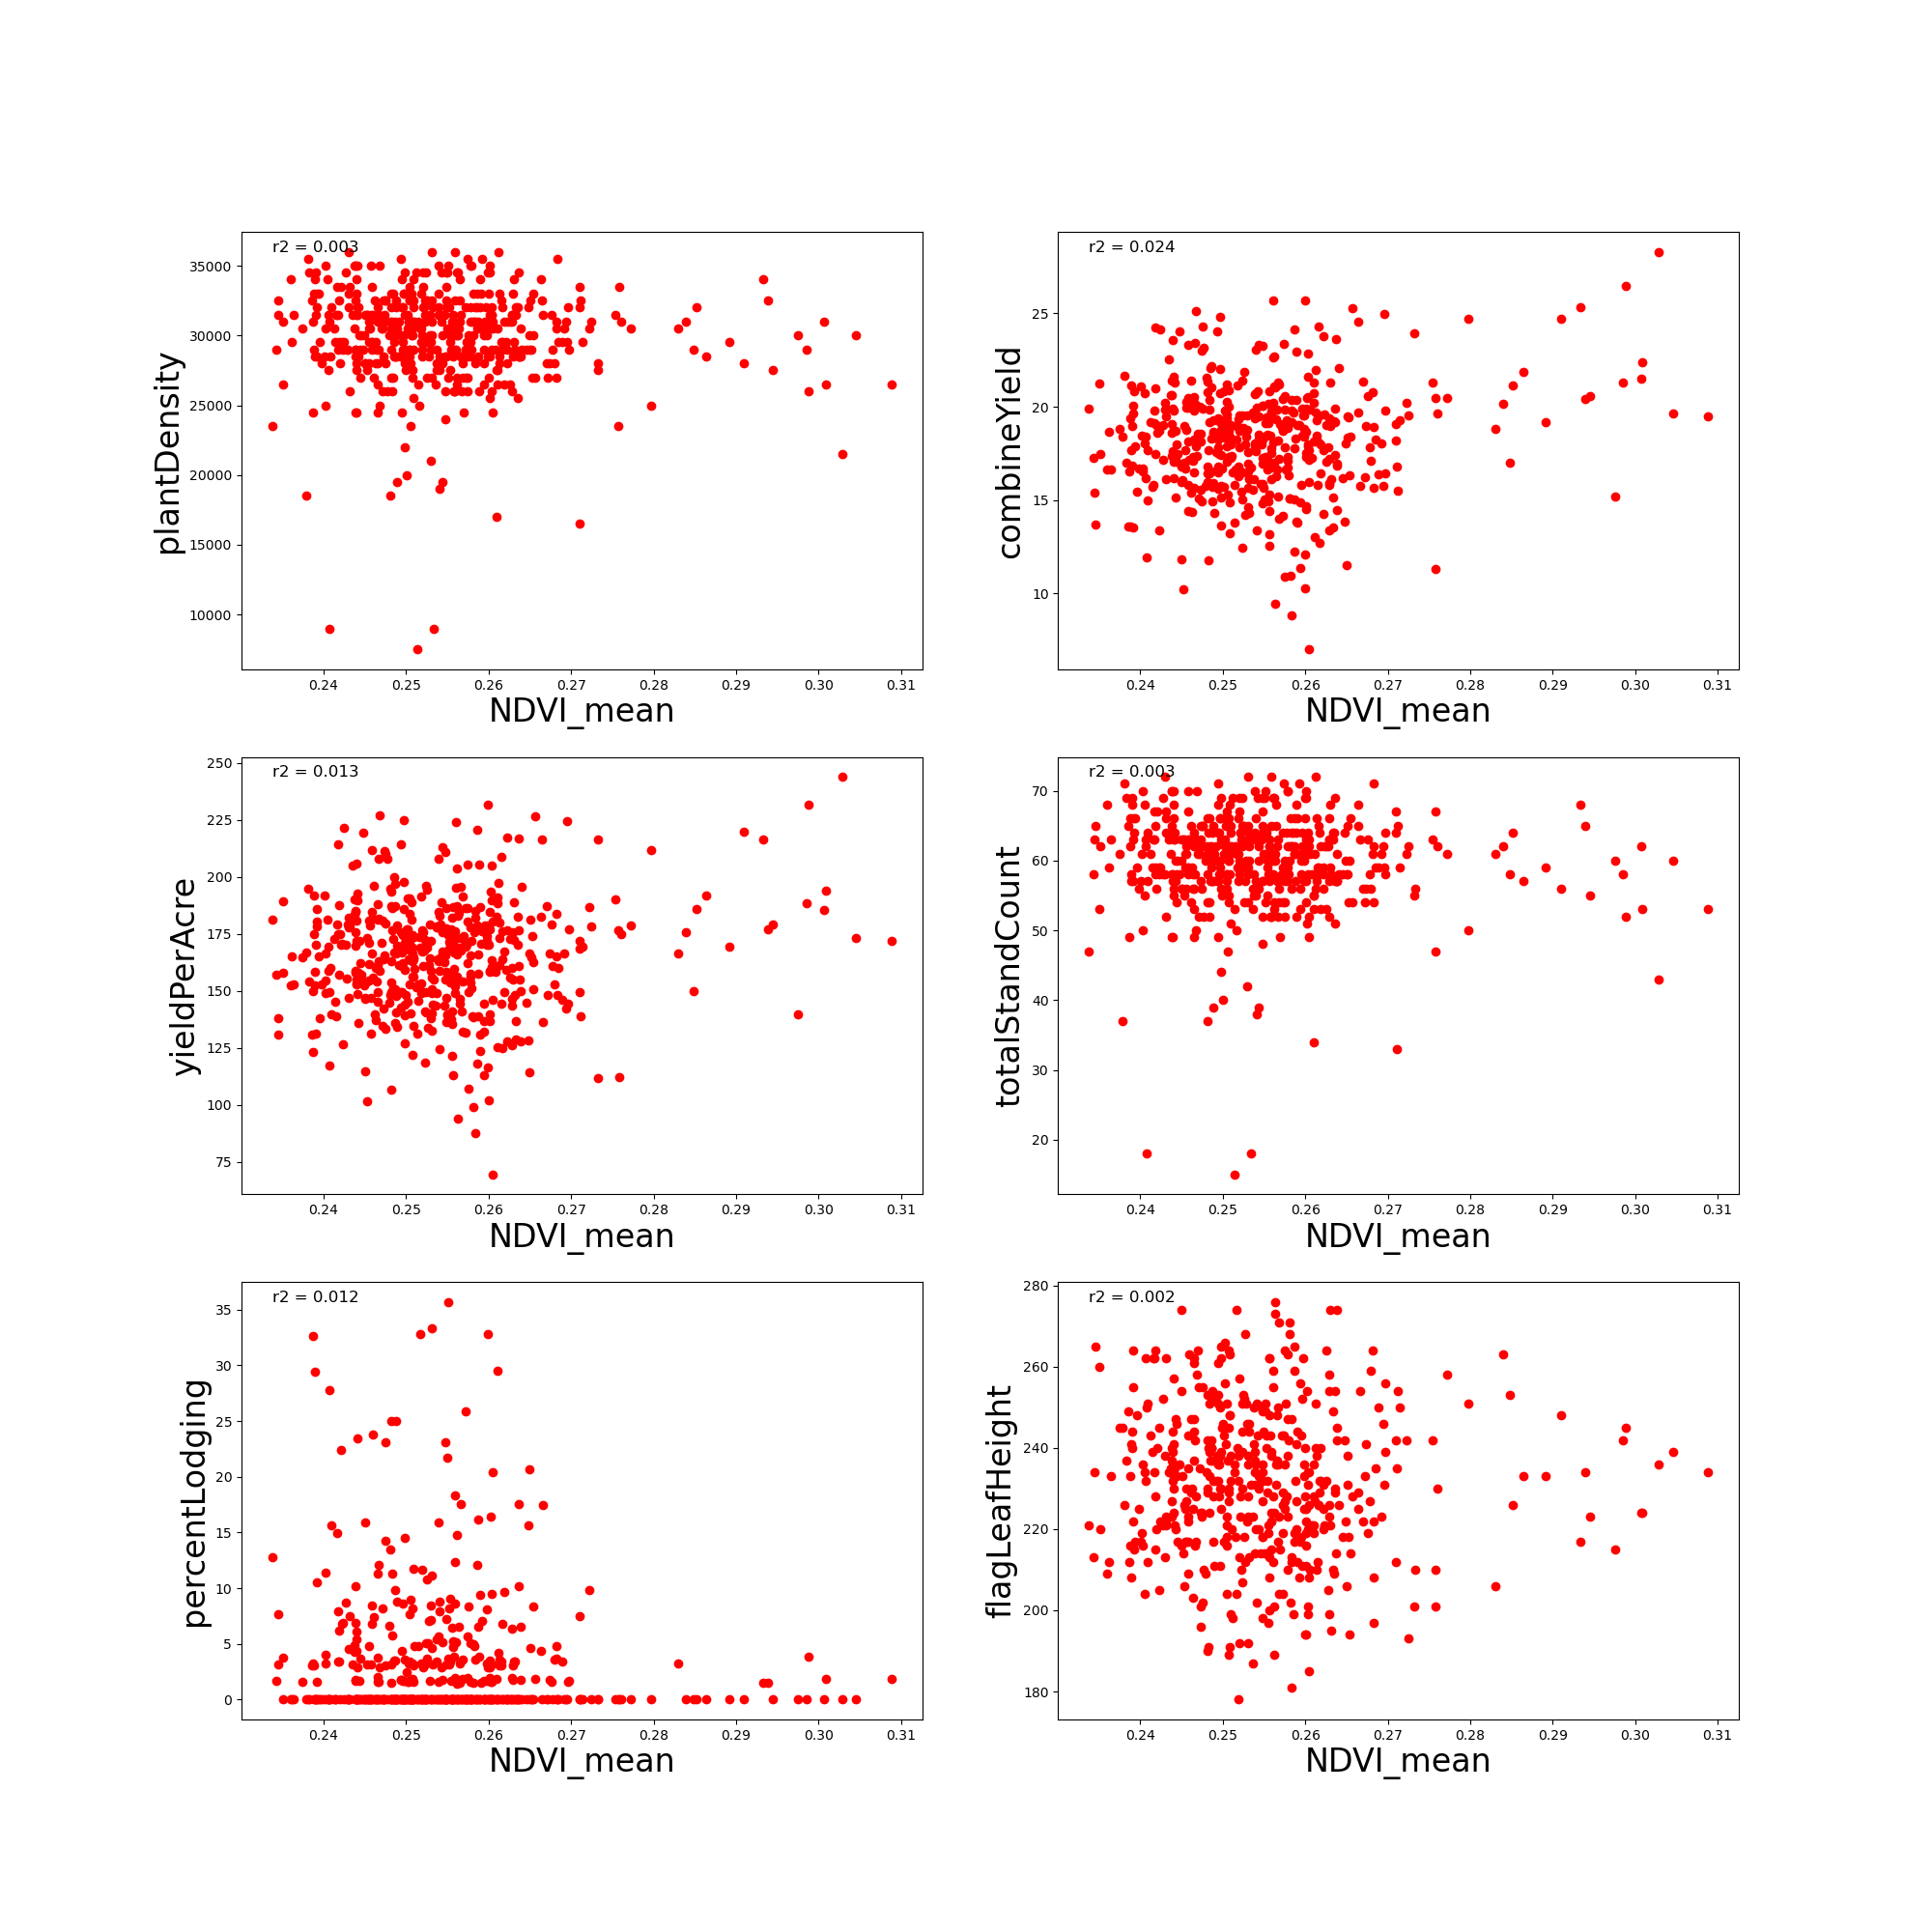 r2 = 0.003
35000
30000
25000
20000
15000
10000
plantDensity
0.24 0.25 0.26 0.27 0.28 0.29 0.30 0.31
NDVI_mean
r2 = 0.024
25
20
15
10
combineYield
0.24 0.25 0.26 0.27 0.28 0.29 0.30 0.31
NDVI_mean
r2 = 0.013
250
225
200
175
150
125
100
75
yieldPerAcre
0.24 0.25 0.26 0.27 0.28 0.29 0.30 0.31
NDVI_mean
r2 = 0.003
70
60
50
40
30
20
totalStandCount
0.24 0.25 0.26 0.27 0.28 0.29 0.30 0.31
NDVI_mean
r2 = 0.012
35
30
25
20
15
10
5
0
percentLodging
0.24 0.25 0.26 0.27 0.28 0.29 0.30 0.31
NDVI_mean
r2 = 0.002
280
260
240
220
200
180
flagLeafHeight
0.24 0.25 0.26 0.27 0.28 0.29 0.30 0.31
NDVI_mean